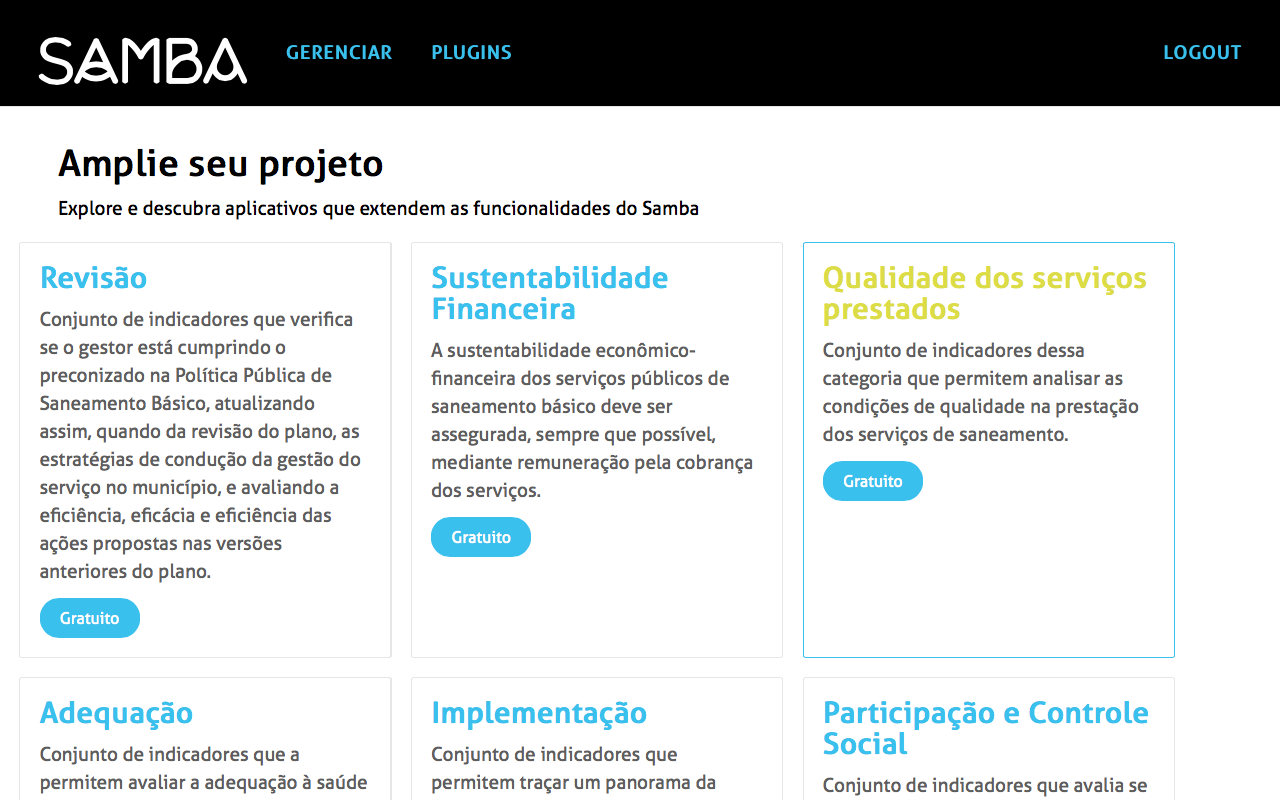 SAMBA
GERENCIAR
PLUGINS
LOGOUT
Amplie seu projeto
Explore e descubra aplicativos que extendem as funcionalidades do Samba
Revisão
Conjunto de indicadores que verifica
se o gestor está cumprindo o
preconizado na Política Pública de
Saneamento Básico, atualizando
assim, quando da revisão do plano, as
estratégias de condução da gestão do
serviço no município, e avaliando a
eficiência, eficácia e eficiência das
ações propostas nas versões
anteriores do plano.
Gratuito
Sustentabilidade
Financeira
A sustentabilidade econômico-
financeira dos serviços públicos de
saneamento básico deve ser
assegurada, sempre que possível,
mediante remuneração pela cobrança
dos serviços.
Gratuito
Qualidade dos serviços
prestados
Conjunto de indicadores dessa
categoria que permitem analisar as
condições de qualidade na prestação
dos serviços de saneamento.
Gratuito
Adequação
Conjunto de indicadores que a
permitem avaliar a adequação à saúde
Implementação
Conjunto de indicadores que
permitem traçar um panorama da
Participação e Controle
Social
Conjunto de indicadores que avalia se